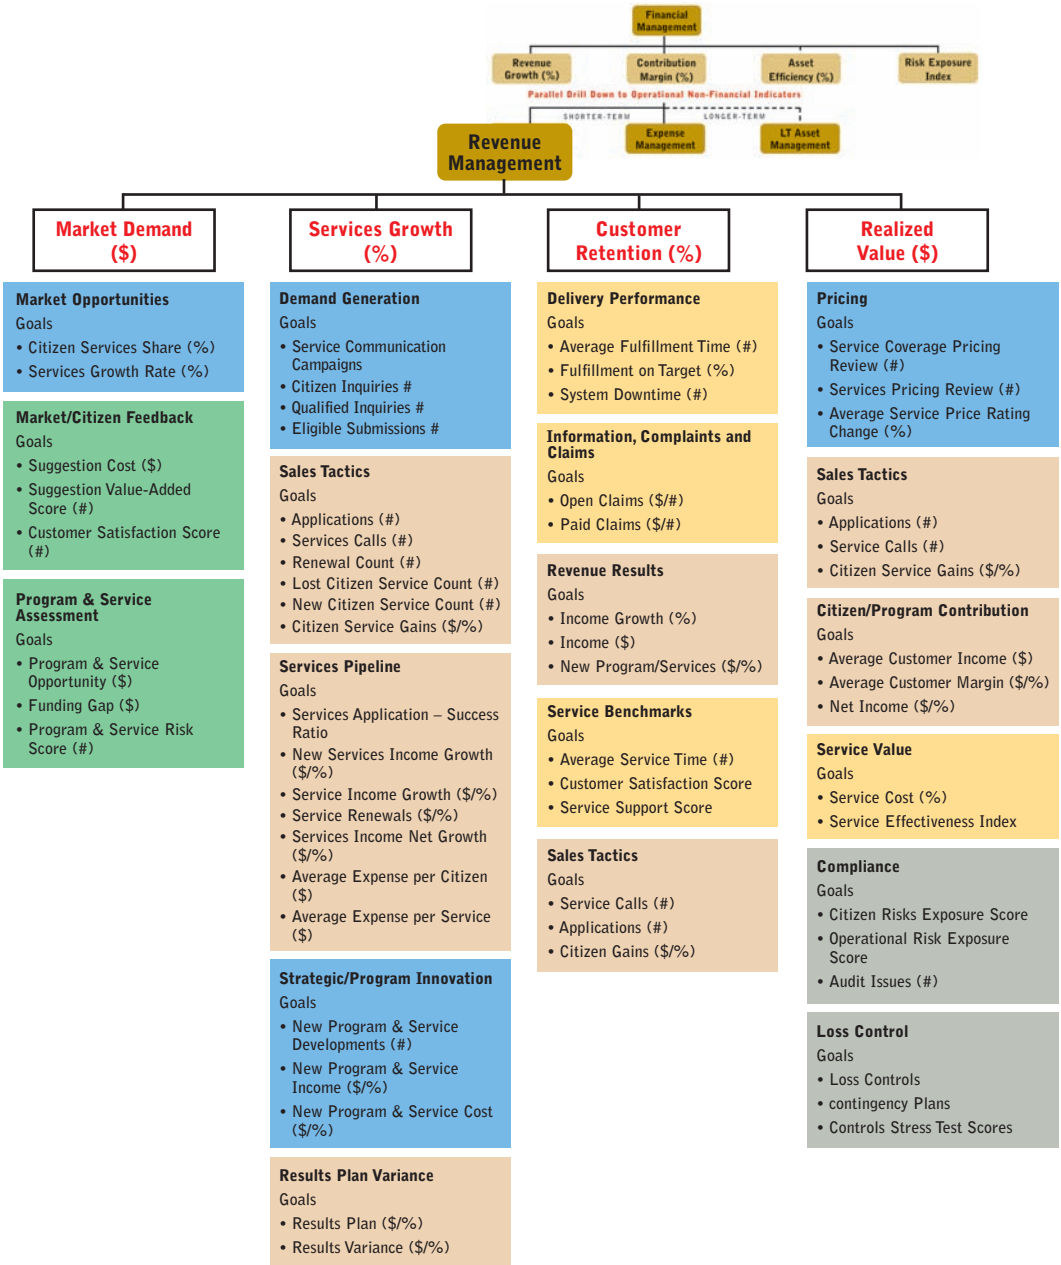 Financial
Management
Revenue
Growth (%)
Contribution
Margin (%)
Asset
Efficiency (%)
Risk Exposure
Index
Parallel Drill Down to Operational Non-Financial Indicators
SHORTER-TERM
LONGER-TERM
Revenue
Management
Expense
Management
LT Asset
Management
Market Demand
($)
Market Opportunities
Goals
• Citizen Services Share (%)
• Services Growth Rate (%)
Market/Citizen Feedback
Goals
• Suggestion Cost ($)
• Suggestion Value-Added
Score (#)
• Customer Satisfaction Score
(#)
Program & Service
Assessment
Goals
• Program & Service
Opportunity ($)
• Funding Gap ($)
• Program & Service Risk
Score (#)
Services Growth
(%)
Demand Generation
Goals
• Service Communication
Campaigns
• Citizen Inquiries #
• Qualified Inquiries #
• Eligible Submissions #
Sales Tactics
Goals
• Applications (#)
• Services Calls (#)
• Renewal Count (#)
• Lost Citizen Service Count (#)
• New Citizen Service Count (#)
• Citizen Service Gains ($/%)
Services Pipeline
Goals
• Services Application – Success
Ratio
• New Services Income Growth
($/%)
• Service Income Growth ($/%)
• Service Renewals ($/%)
• Services Income Net Growth
($/%)
• Average Expense per Citizen
($)
• Average Expense per Service
($)
Strategic/Program Innovation
Goals
• New Program & Service
Developments (#)
• New Program & Service
Income ($/%)
• New Program & Service Cost
($/%)
Results Plan Variance
Goals
• Results Plan ($/%)
• Results Variance ($/%)
Customer
Retention (%)
Delivery Performance
Goals
• Average Fulfillment Time (#)
• Fulfillment on Target (%)
• System Downtime (#)
Information, Complaints and
Claims
Goals
• Open Claims ($/#)
• Paid Claims ($/#)
Revenue Results
Goals
• Income Growth (%)
• Income ($)
• New Program/Services ($/%)
Service Benchmarks
Goals
• Average Service Time (#)
• Customer Satisfaction Score
• Service Support Score
Sales Tactics
Goals
• Service Calls (#)
• Applications (#)
• Citizen Gains ($/%)
Realized
Value ($)
Pricing
Goals
• Service Coverage Pricing
Review (#)
• Services Pricing Review (#)
• Average Service Price Rating
Change (%)
Sales Tactics
Goals
• Applications (#)
• Service Calls (#)
• Citizen Service Gains ($/%)
Citizen/Program Contribution
Goals
• Average Customer Income ($)
• Average Customer Margin ($/%)
• Net Income ($/%)
Service Value
Goals
• Service Cost (%)
• Service Effectiveness Index
Compliance
Goals
• Citizen Risks Exposure Score
• Operational Risk Exposure
Score
• Audit Issues (#)
Loss Control
Goals
• Loss Controls
• contingency Plans
• Controls Stress Test Scores